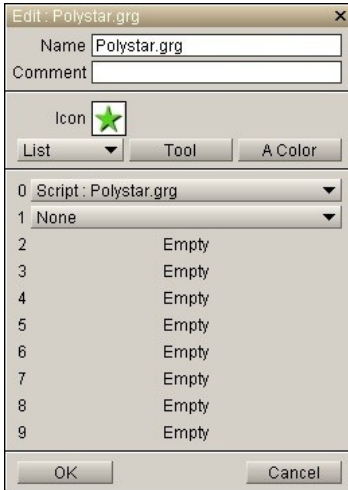 Edit : Polystar.grg x
Name Polystar.grg
Comment
Icon
List Tool A Color
0 Script : Polystar.grg
1 None
2 Empty
3 Empty
4 Empty
5 Empty
6 Empty
7 Empty
8 Empty
9 Empty
OK Cancel